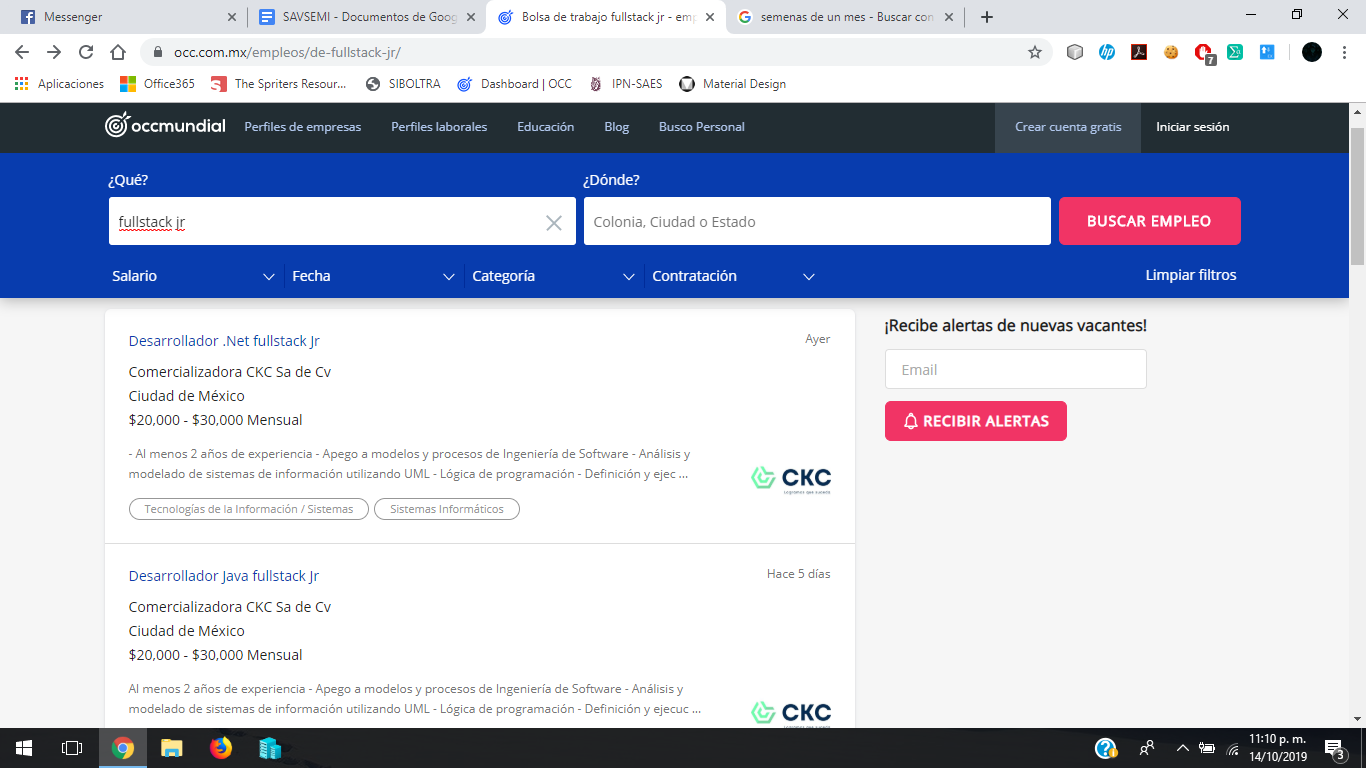 Messenger
SAVSEMI - Documentos de Goog
Bolsa de trabajo fullstack jr - emp
semenas de un mes - Buscar con
occ.com.mx/empleos/de-fullstack-jr/
7
Aplicaciones
Office365
The Spriters Resour...
SIBOLTRA
Dashboard | OCC
IPN-SAES
Material Design
occmundial
Perfiles de empresas
Perfiles laborales
Educación
Blog
Busco Personal
Crear cuenta gratis
Iniciar sesión
¿Qué?
¿Dónde?
fullstack jr
Colonia, Ciudad o Estado
BUSCAR EMPLEO
Salario
Fecha
Categoría
Contratación
Limpiar filtros
Desarrollador .Net fullstack Jr
Ayer
Comercializadora CKC Sa de Cv
Ciudad de México
$20,000 - $30,000 Mensual
- Al menos 2 años de experiencia - Apego a modelos y procesos de Ingeniería de Software - Análisis y
modelado de sistemas de información utilizando UML - Lógica de programación - Definición y ejec ...
CKC
Logramos que suceda
Tecnologías de la Información / Sistemas
Sistemas Informáticos
¡Recibe alertas de nuevas vacantes!
Email
RECIBIR ALERTAS
Desarrollador Java fullstack Jr
Hace 5 días
Comercializadora CKC Sa de Cv
Ciudad de México
$20,000 - $30,000 Mensual
Al menos 2 años de experiencia - Apego a modelos y procesos de Ingeniería de Software - Análisis y
modelado de sistemas de información utilizando UML - Lógica de programación - Definición y ejecuc ...
CKC
11:10 p. m.
14/10/2019
3